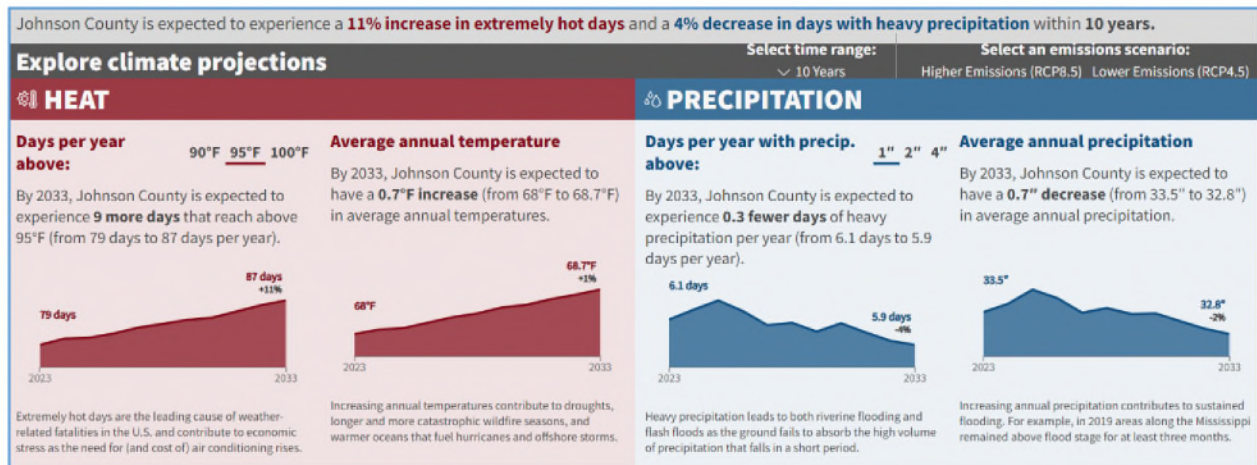 Johnson County is expected to experience a 11% increase in extremely hot days and a 4% decrease in days with heavy precipitation within 10 years.
Explore climate projections
Select time range:
10 Years
Select an emissions scenario:
Higher Emissions (RCP8.5) Lower Emissions (RCP4.5)
HEAT
Days per year
above:
90°F 95°F 100°F
By 2033, Johnson County is expected to
experience 9 more days that reach above
95°F (from 79 days to 87 days per year).
79 days
87 days
+11%
2023
2033
Extremely hot days are the leading cause of weather-
related fatalities in the U.S. and contribute to economic
stress as the need for (and cost of) air conditioning rises.
Average annual temperature
By 2033, Johnson County is expected to
have a 0.7°F increase (from 68°F to 68.7°F)
in average annual temperatures.
68°F
68.7°F
+1%
2023
2033
Increasing annual temperatures contribute to droughts,
longer and more catastrophic wildfire seasons, and
warmer oceans that fuel hurricanes and offshore storms.
PRECIPITATION
Days per year with precip.
above:
1" 2" 4"
By 2033, Johnson County is expected to
experience 0.3 fewer days of heavy
precipitation per year (from 6.1 days to 5.9
days per year).
6.1 days
5.9 days
-4%
2023
2033
Heavy precipitation leads to both riverine flooding and
flash floods as the ground fails to absorb the high volume
of precipitation that falls in a short period.
Average annual precipitation
By 2033, Johnson County is expected to
have a 0.7" decrease (from 33.5" to 32.8")
in average annual precipitation.
33.5"
32.8"
-2%
2023
2033
Increasing annual precipitation contributes to sustained
flooding. For example, in 2019 areas along the Mississippi
remained above flood stage for at least three months.